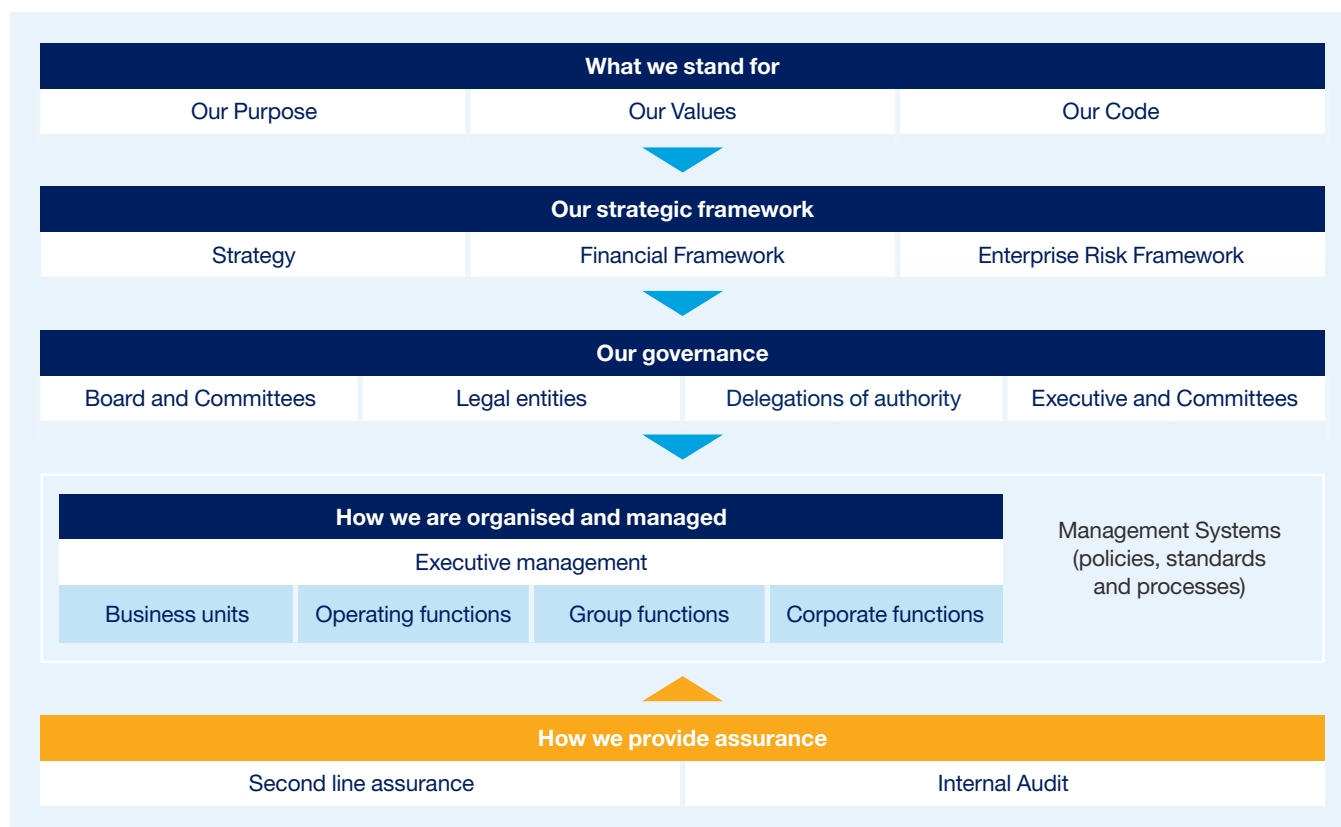 What we stand for
Our Purpose
Our Values
Our Code
Our strategic framework
Strategy
Financial Framework
Enterprise Risk Framework
Our governance
Board and Committees
Legal entities
Delegations of authority
Executive and Committees
How we are organised and managed
Executive management
Business units
Operating functions
Group functions
Corporate functions
Management Systems
(policies, standards
and processes)
How we provide assurance
Second line assurance
Internal Audit